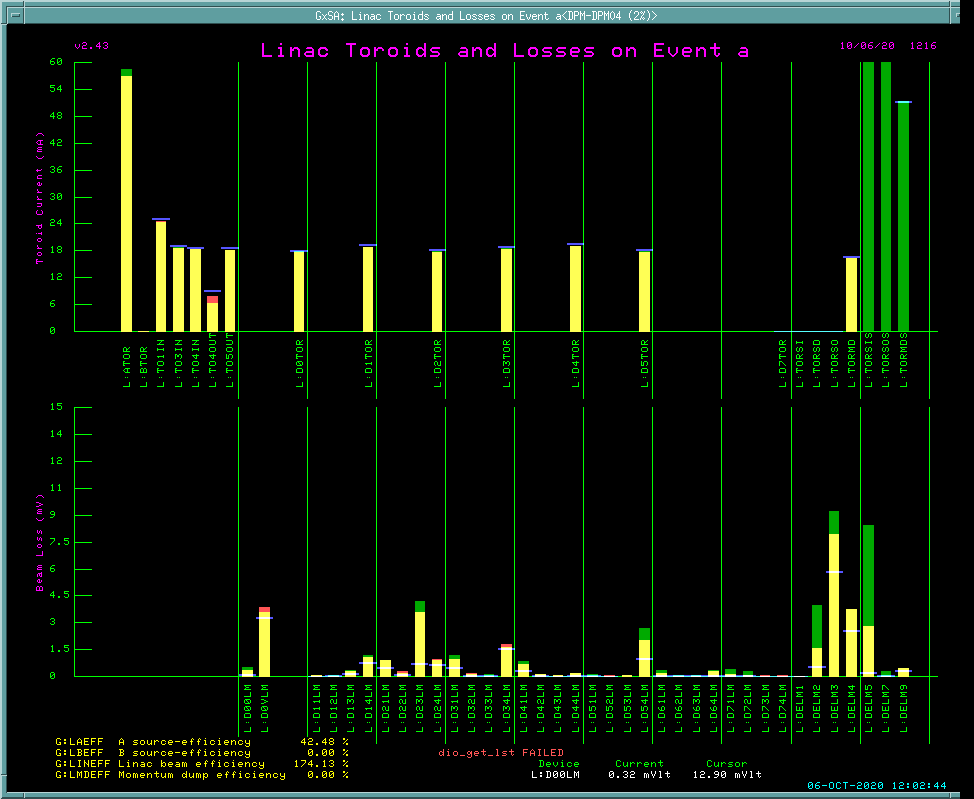 GxSA: Linac Toroids and Losses on Event a<DPM-DPM04 (2%)>
v2.43
Linac Toroids and Losses on Event a
10/06/20 1216
Toroid Current (mA)
60
54
48
42
36
30
24
18
12
6
0
L:ATOR
L:BTOR
L:TO1IN
L:TO3IN
L:TO4IN
L:TO4OUT
L:TO5OUT
L:D0TOR
L:D1TOR
L:D2TOR
L:D3TOR
L:D4TOR
L:D5TOR
L:D7TOR
L:TORSI
L:TORSD
L:TORSO
L:TORMD
L:TORSIS
L:TORSOS
L:TORMDS
Beam Loss (mV)
15
14
12
11
9
7.5
6
4.5
3
1.5
0
L:D00LM
L:D0VLM
L:D11LM
L:D12LM
L:D13LM
L:D14LM
L:D21LM
L:D22LM
L:D23LM
L:D24LM
L:D31LM
L:D32LM
L:D33LM
L:D34LM
L:D41LM
L:D42LM
L:D43LM
L:D44LM
L:D51LM
L:D52LM
L:D53LM
L:D54LM
L:D61LM
L:D62LM
L:D63LM
L:D64LM
L:D71LM
L:D72LM
L:D73LM
L:D74LM
L:DELM1
L:DELM2
L:DELM3
L:DELM4
L:DELM5
L:DELM7
L:DELM9
G:LAEFF A source-efficiency 42.48 %
G:LBEFF B source-efficiency 0.00 %
G:LINEFF Linac beam efficiency 174.13 %
G:LMDEFF Momentum dump efficiency 0.00 %
dio_get_lst FAILED
Device Current Cursor
L:D00LM 0.32 mVlt 12.90 mVlt
06-OCT-2020 12:02:44